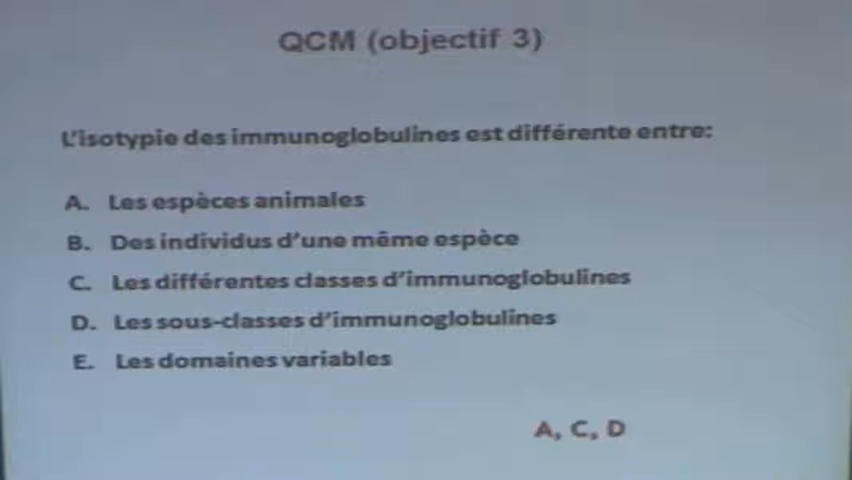 QCM (objectif 3)
L'isotypie des immunoglobulines est différente entre:
A. Les espèces animales
B. Des individus d'une même espèce
C. Les différentes classes d'immunoglobulines
D. Les sous-classes d'immunoglobulines
E. Les domaines variables
A, C, D